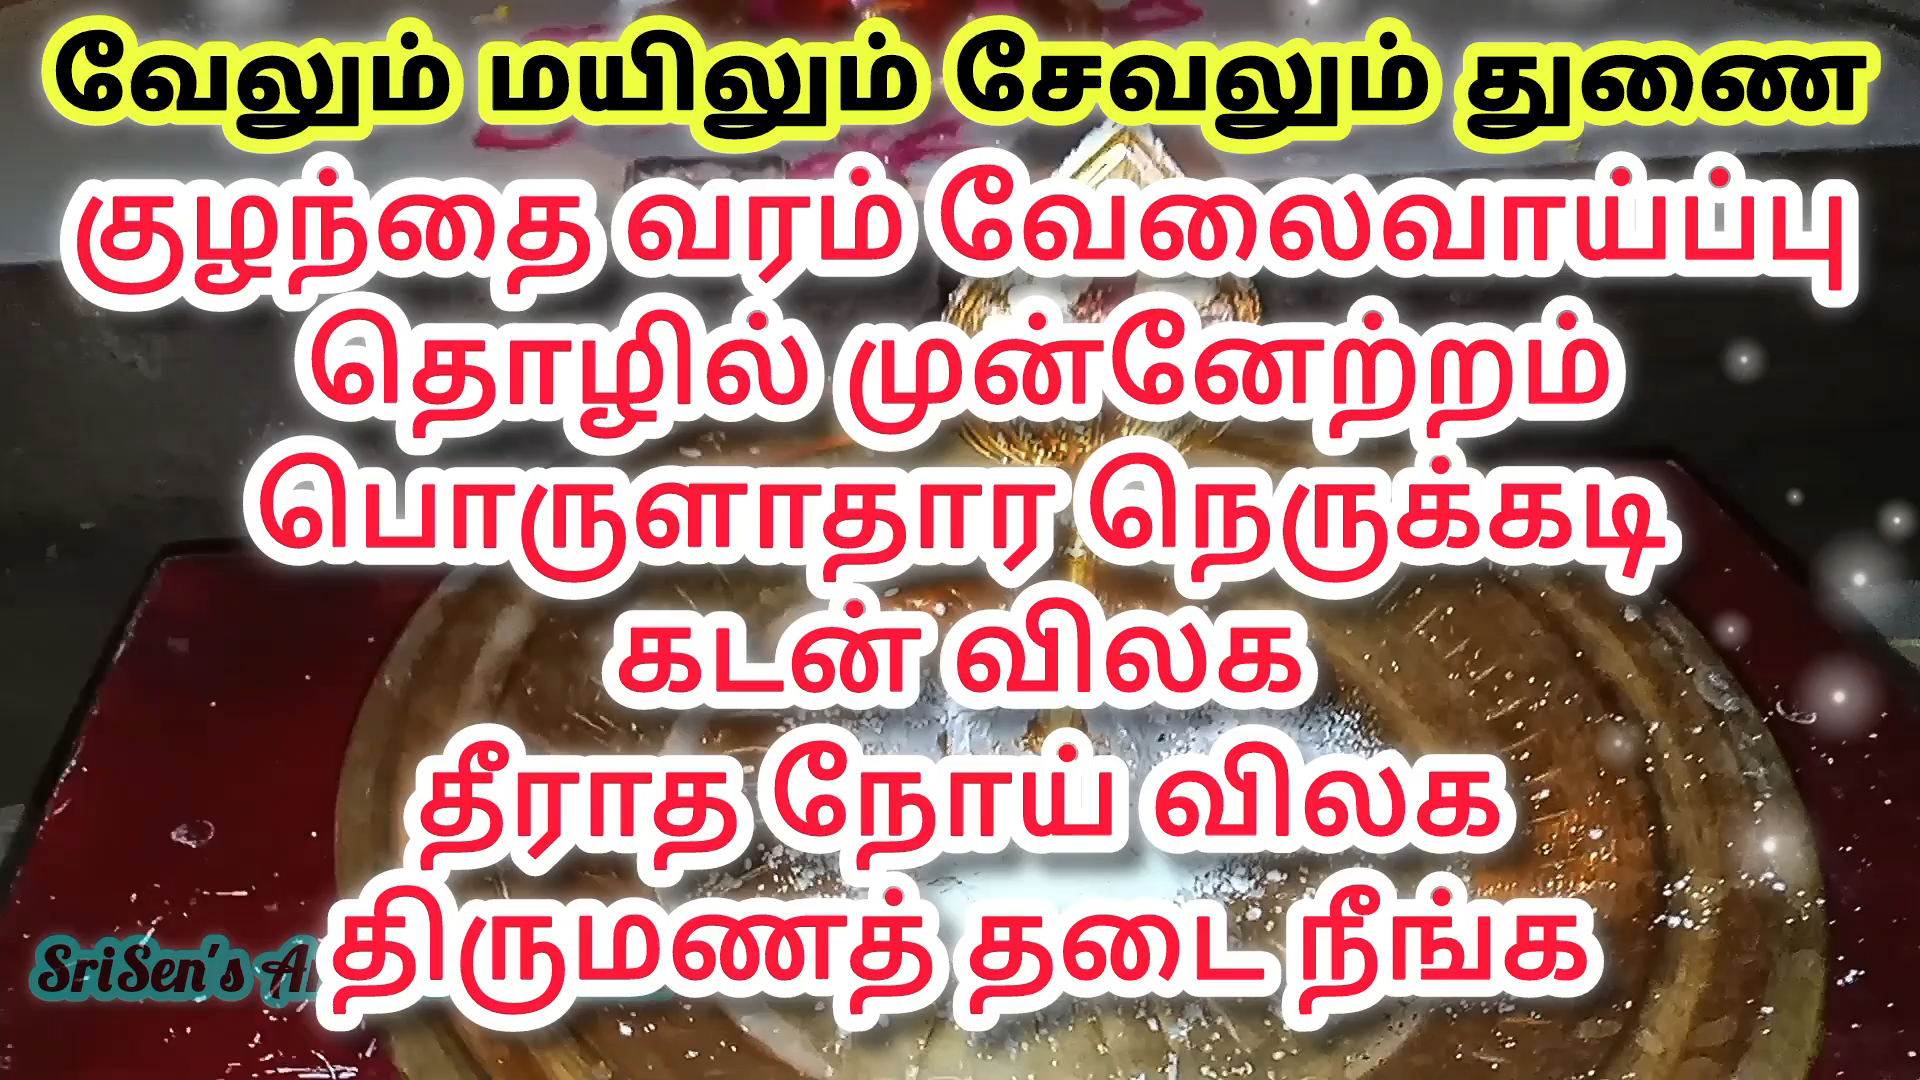 வேலும் மயிலும் சேவலும் துணை
குழந்தை வரம் வேலைவாய்ப்பு
தொழில் முன்னேற்றம்
பொருளாதார நெருக்கடி
கடன் விலக
தீராத நோய் விலக
திருமணத் தடை நீங்க
SriSen's